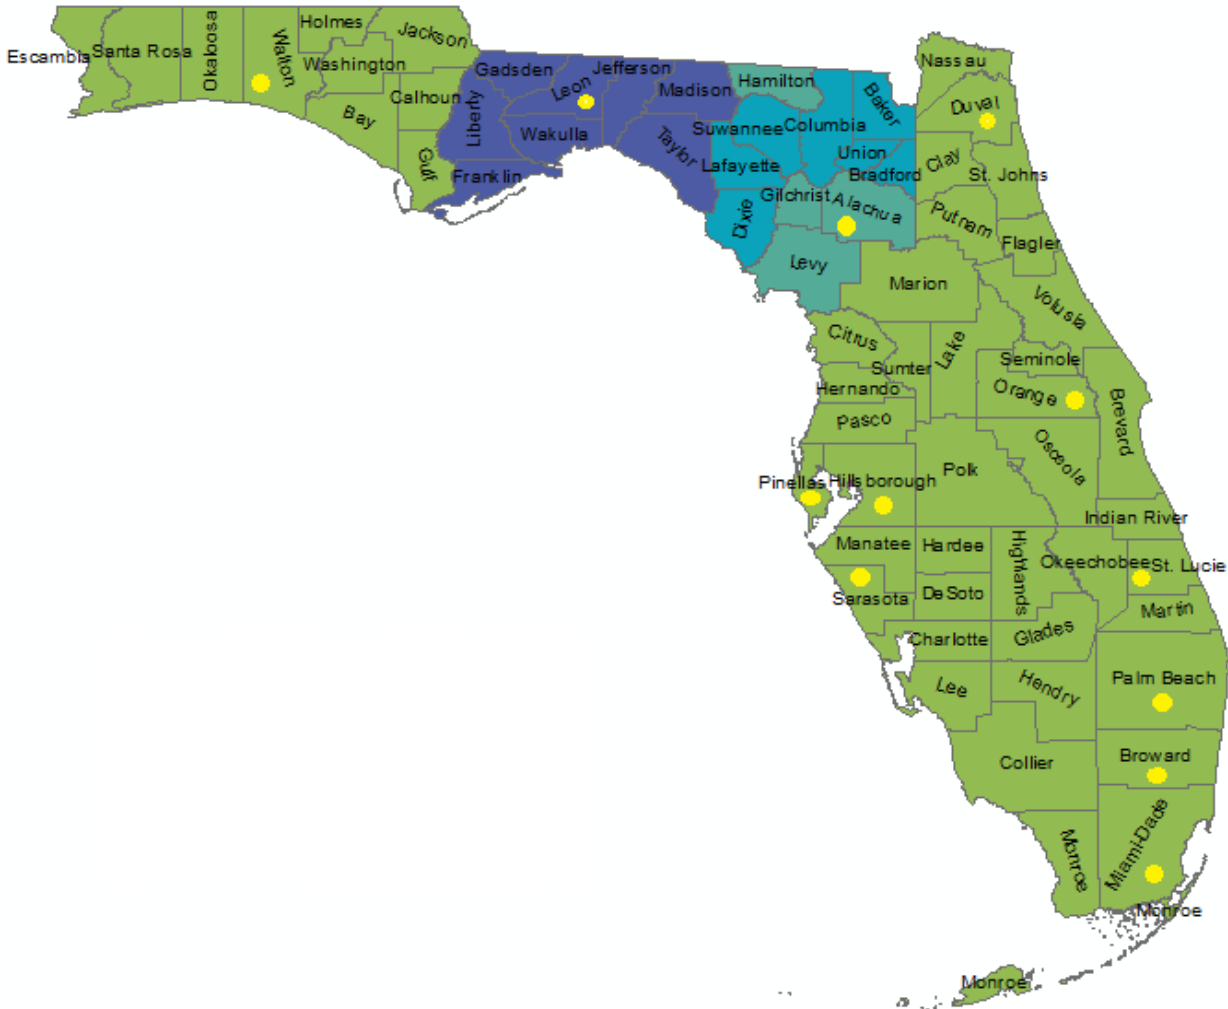 Holmes
Jackson
Escambia
Santa Rosa
Okaloosa
Walton
Washington
Calhoun
Bay
Gulf
Gadsden
Liberty
Leon
Jefferson
Madison
Wakulla
Franklin
Taylor
Hamilton
Suwannee
Columbia
Baker
Lafayette
Union
Bradford
Dixie
Gilchrist
Alachua
Levy
Nassau
Duval
Clay
St. Johns
Putnam
Flagler
Marion
Volusia
Citrus
Sumter
Lake
Seminole
Hernando
Orange
Brevard
Pasco
Osceola
Pinellas
Hillsborough
Polk
Indian River
Manatee
Hardee
Highlands
Okeechobee
St. Lucie
Sarasota
DeSoto
Martin
Charlotte
Glades
Lee
Hendry
Palm Beach
Collier
Broward
Monroe
Miami-Dade
Monroe
Monroe